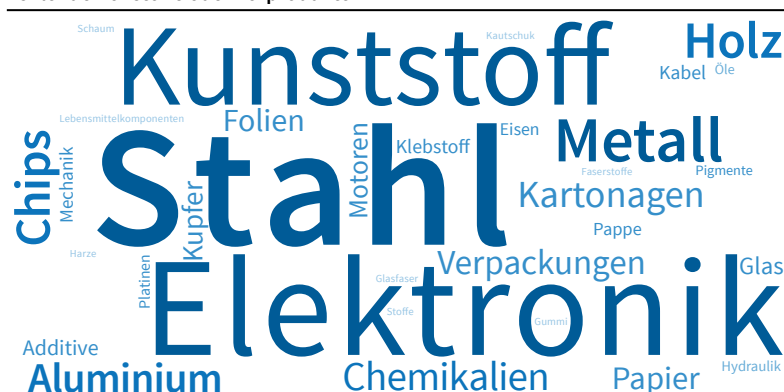 Schaum
Kunststoff
Kautschuk
Holz
Kabel
Öle
Lebensmittelkomponenten
Folien
Chips
Mechanik
Stahl
Motoren
Klebstoff
Eisen
Metall
Faserstoffe
Pigmente
Kupfer
Kartonagen
Pappe
Harze
Platinen
Elektronik
Verpackungen
Glas
Glasfaser
Stoffe
Gummi
Additive
Aluminium
Chemikalien
Papier
Hydraulik